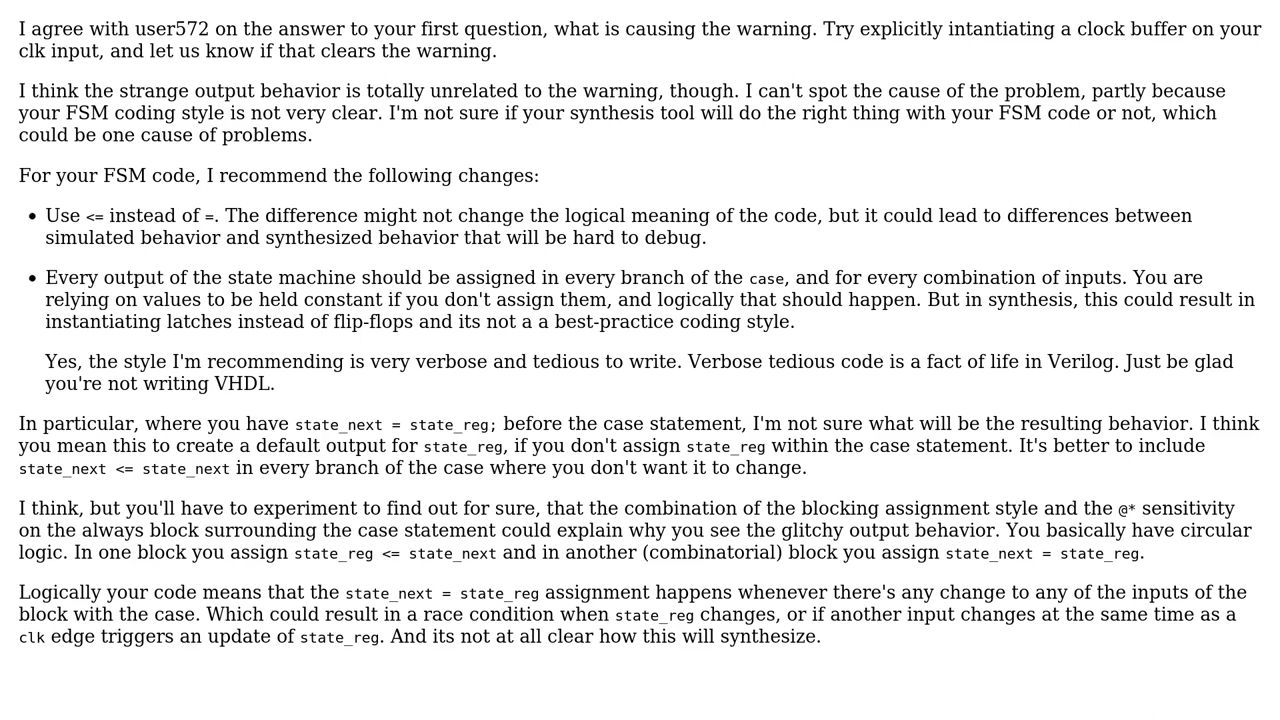 I agree with user572 on the answer to your first question, what is causing the warning. Try explicitly intantiating a clock buffer on your
clk input, and let us know if that clears the warning.
I think the strange output behavior is totally unrelated to the warning, though. I can't spot the cause of the problem, partly because
your FSM coding style is not very clear. I'm not sure if your synthesis tool will do the right thing with your FSM code or not, which
could be one cause of problems.
For your FSM code, I recommend the following changes:
• Use <= instead of =. The difference might not change the logical meaning of the code, but it could lead to differences between
simulated behavior and synthesized behavior that will be hard to debug.
• Every output of the state machine should be assigned in every branch of the case, and for every combination of inputs. You are
relying on values to be held constant if you don't assign them, and logically that should happen. But in synthesis, this could result in
instantiating latches instead of flip-flops and its not a a best-practice coding style.
Yes, the style I'm recommending is very verbose and tedious to write. Verbose tedious code is a fact of life in Verilog. Just be glad
you're not writing VHDL.
In particular, where you have state_next = state_reg; before the case statement, I'm not sure what will be the resulting behavior. I think
you mean this to create a default output for state_reg, if you don't assign state_reg within the case statement. It's better to include
state_next <= state_next in every branch of the case where you don't want it to change.
I think, but you'll have to experiment to find out for sure, that the combination of the blocking assignment style and the @* sensitivity
on the always block surrounding the case statement could explain why you see the glitchy output behavior. You basically have circular
logic. In one block you assign state_reg <= state_next and in another (combinatorial) block you assign state_next = state_reg.
Logically your code means that the state_next = state_reg assignment happens whenever there's any change to any of the inputs of the
block with the case. Which could result in a race condition when state_reg changes, or if another input changes at the same time as a
clk edge triggers an update of state_reg. And its not at all clear how this will synthesize.